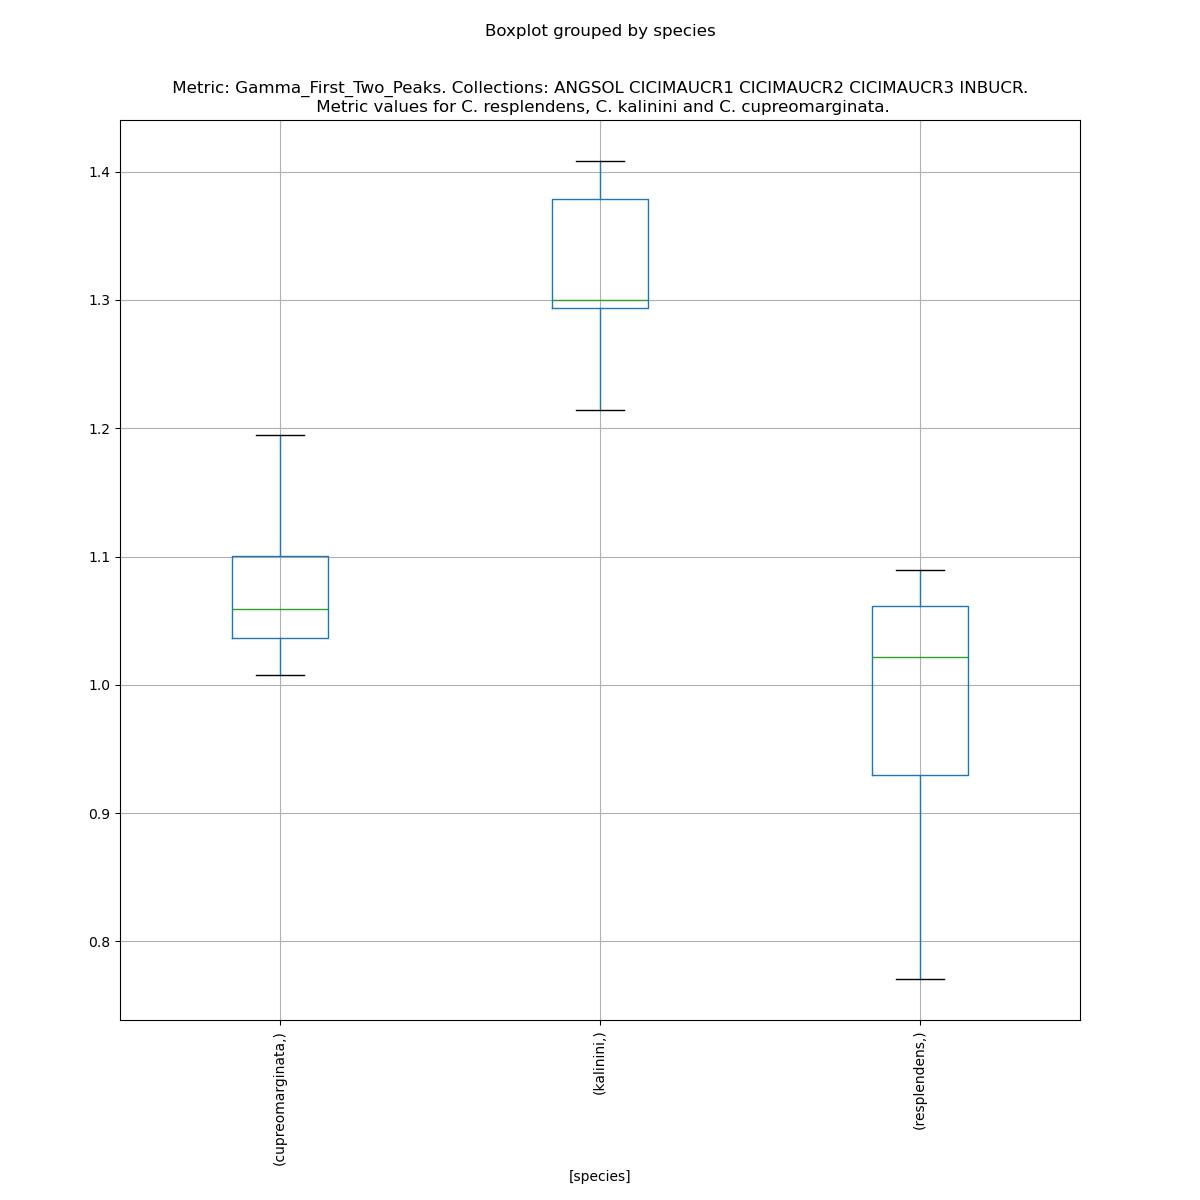 Boxplot grouped by species
Metric: Gamma_First_Two_Peaks. Collections: ANGSOL CICIMAUCR1 CICIMAUCR2 CICIMAUCR3 INBUCR.
Metric values for C. resplendens, C. kalinini and C. cupreomarginata.
1.4
1.3
1.2
1.1
1.0
0.9
0.8
(cupreomarginata,)
(kalinini,)
(resplendens,)
[species]